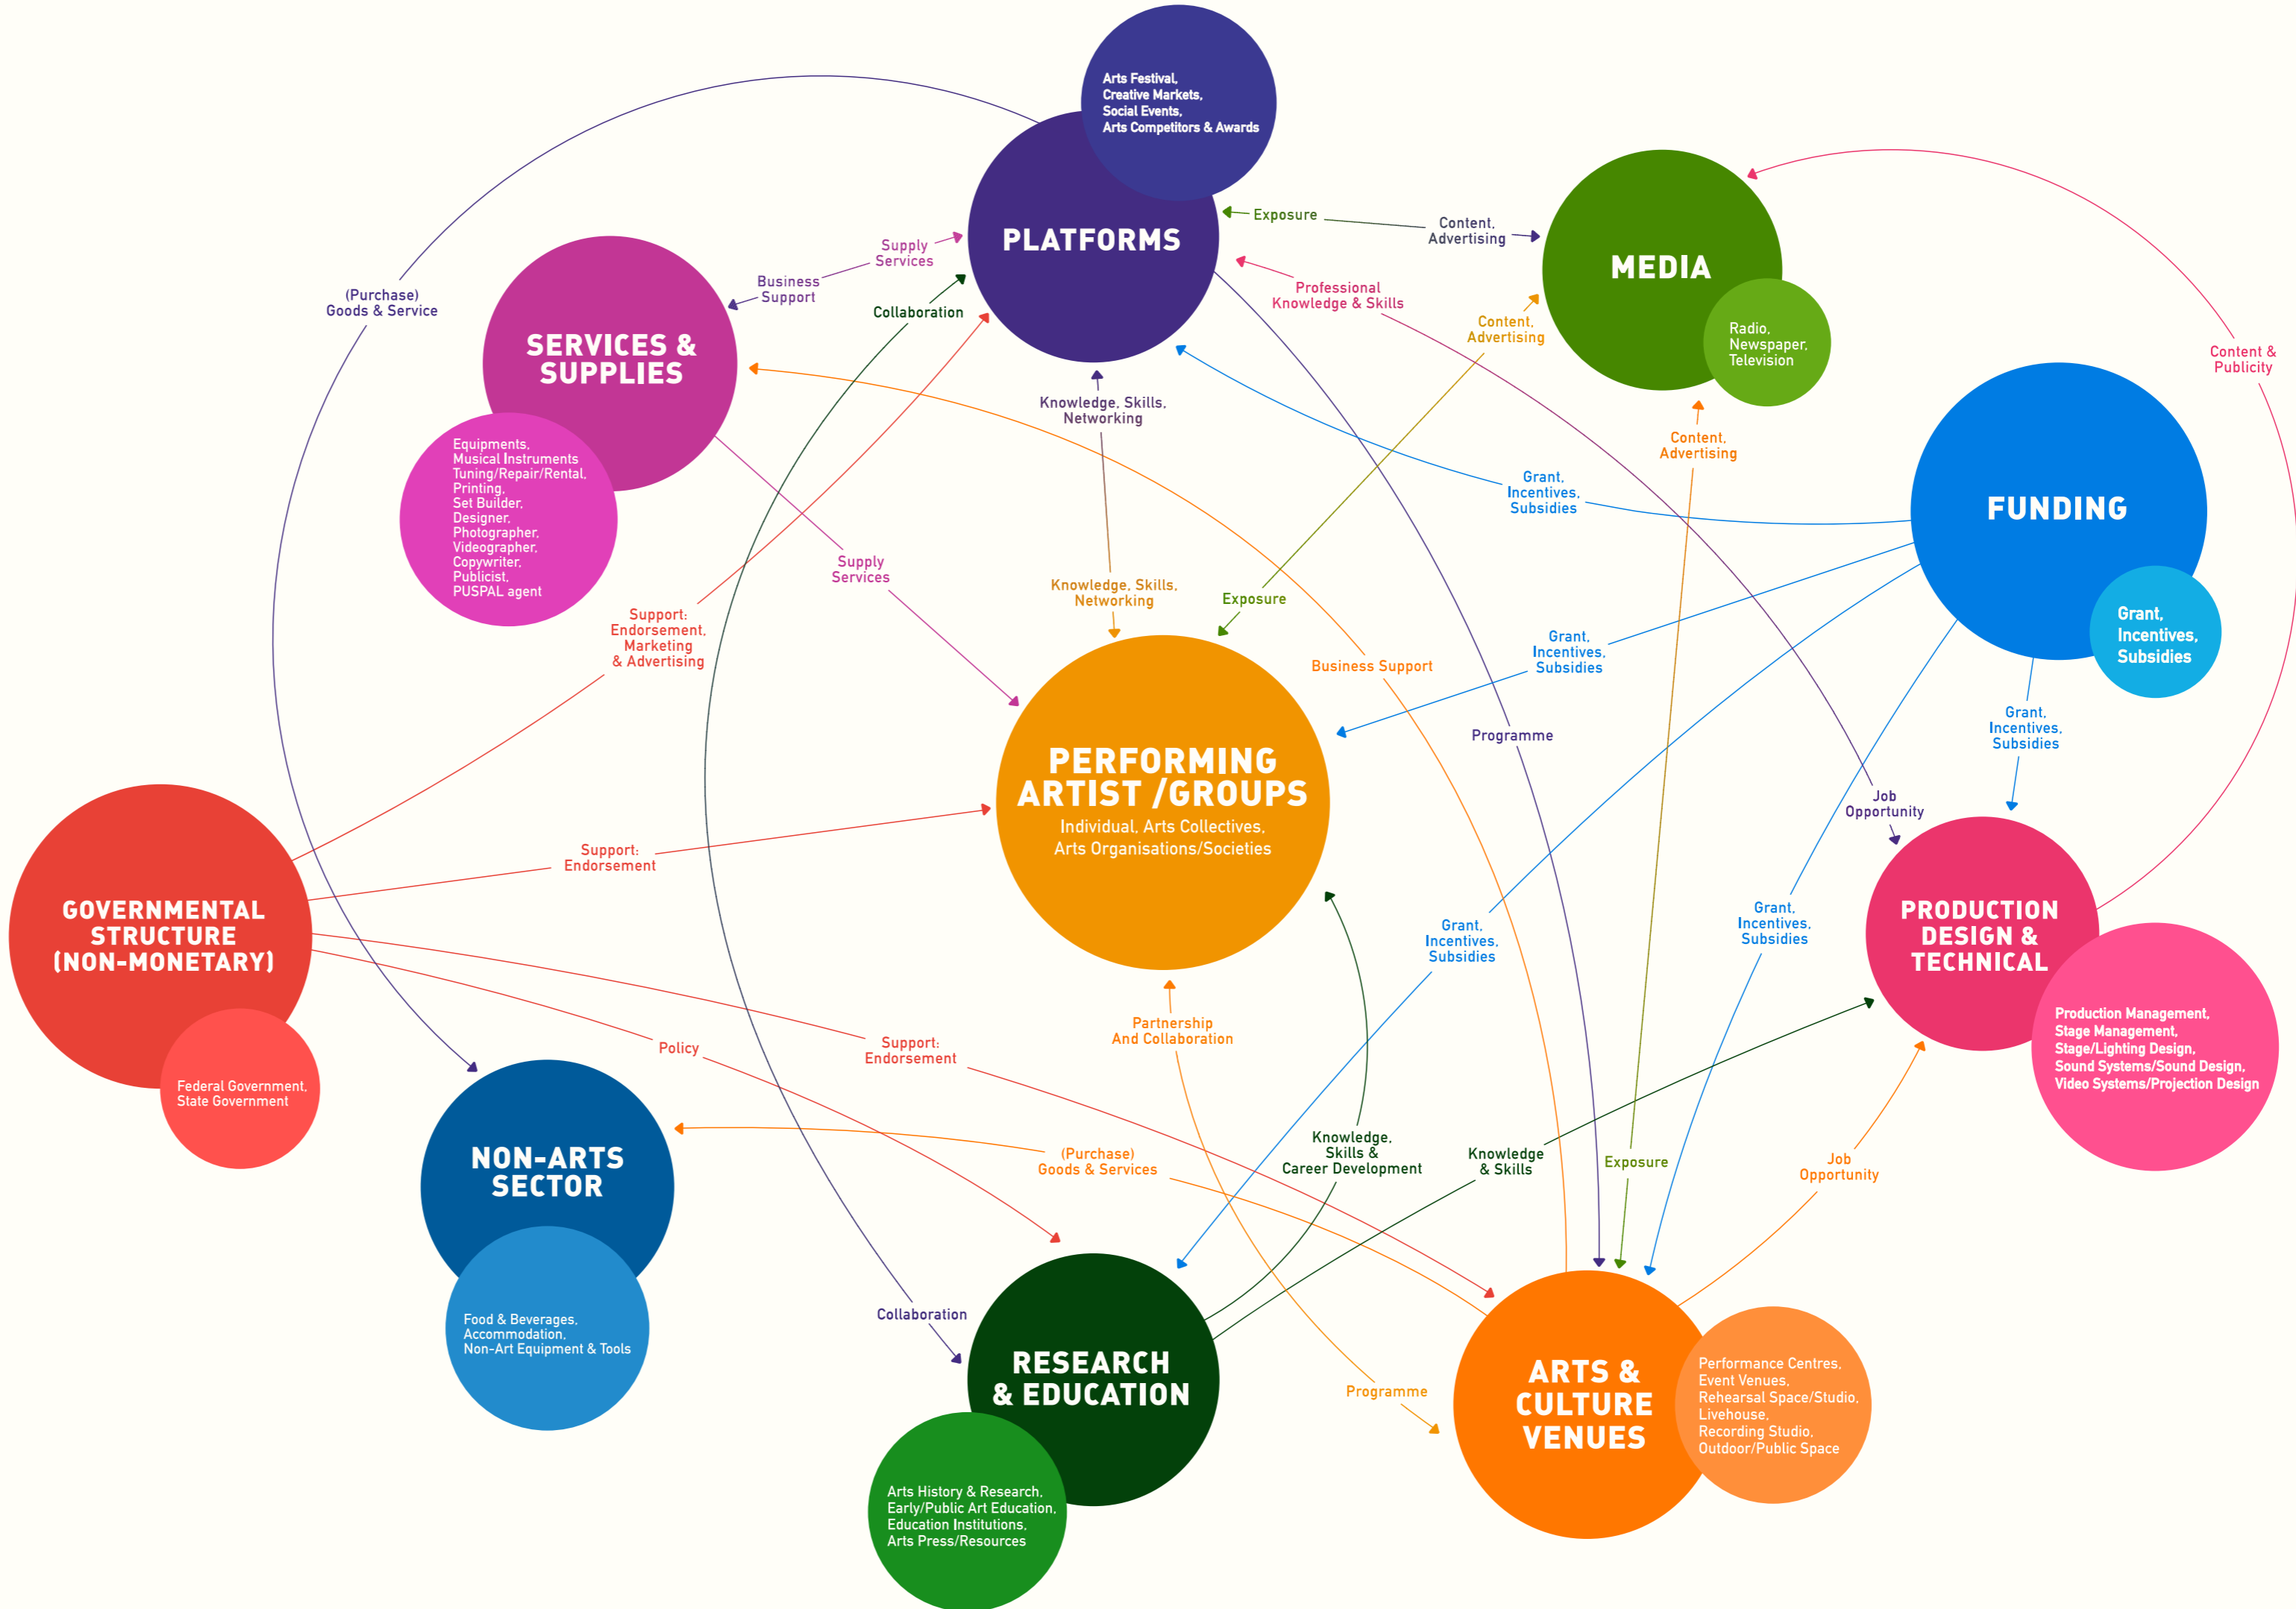 Arts Festival,
Creative Markets,
Social Events,
Arts Competitors & Awards
PLATFORMS
Exposure
Content,
Advertising
MEDIA
Radio,
Newspaper,
Television
Supply
Services
Business
Support
(Purchase)
Goods & Service
Collaboration
Professional
Knowledge & Skills
Content,
Advertising
Content &
Publicity
SERVICES &
SUPPLIES
Equipments,
Musical Instruments
Tuning/Repair/Rental,
Printing,
Set Builder,
Designer,
Photographer,
Videographer,
Copywriter,
Publicist,
PUSPAL agent
Knowledge, Skills,
Networking
Content,
Advertising
Grant,
Incentives,
Subsidies
FUNDING
Grant,
Incentives,
Subsidies
Supply
Services
Knowledge, Skills,
Networking
Exposure
Support:
Endorsement,
Marketing
& Advertising
Business Support
Grant,
Incentives,
Subsidies
Programme
Grant,
Incentives,
Subsidies
PERFORMING
ARTIST /GROUPS
Individual, Arts Collectives,
Arts Organisations/Societies
Job
Opportunity
Support:
Endorsement
GOVERNMENTAL
STRUCTURE
(NON-MONETARY)
Federal Government,
State Government
Grant,
Incentives,
Subsidies
Grant,
Incentives,
Subsidies
PRODUCTION
DESIGN &
TECHNICAL
Production Management,
Stage Management,
Stage/Lighting Design,
Sound Systems/Sound Design,
Video Systems/Projection Design
Policy
Support:
Endorsement
Partnership
And Collaboration
NON-ARTS
SECTOR
Food & Beverages,
Accommodation,
Non-Art Equipment & Tools
(Purchase)
Goods & Services
Knowledge,
Skills &
Career Development
Knowledge
& Skills
Exposure
Job
Opportunity
Collaboration
RESEARCH
& EDUCATION
Arts History & Research,
Early/Public Art Education,
Education Institutions,
Arts Press/Resources
Programme
ARTS &
CULTURE
VENUES
Performance Centres,
Event Venues,
Rehearsal Space/Studio,
Livehouse,
Recording Studio,
Outdoor/Public Space